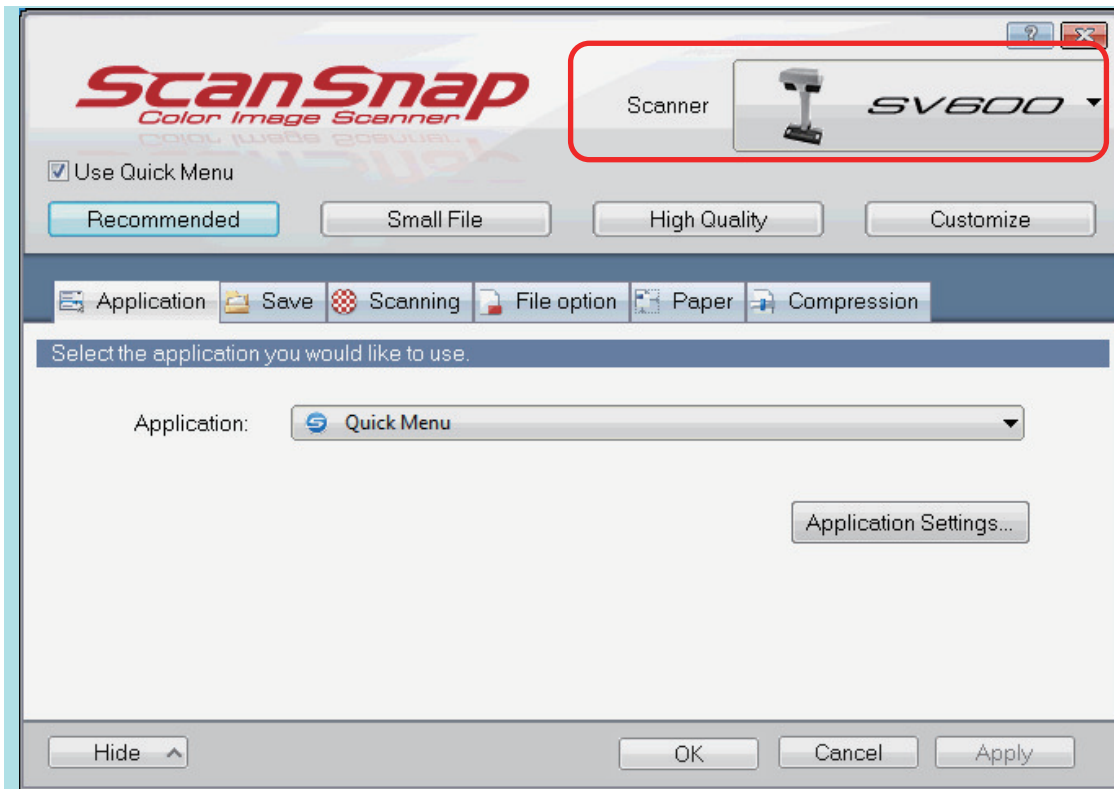 ?
ScanSnap
Color Image Scanner
Scanner SV600
Use Quick Menu
Recommended Small File High Quality Customize
Application Save Scanning File option Paper Compression
Select the application you would like to use.
Application: Quick Menu
Application Settings...
Hide OK Cancel Apply